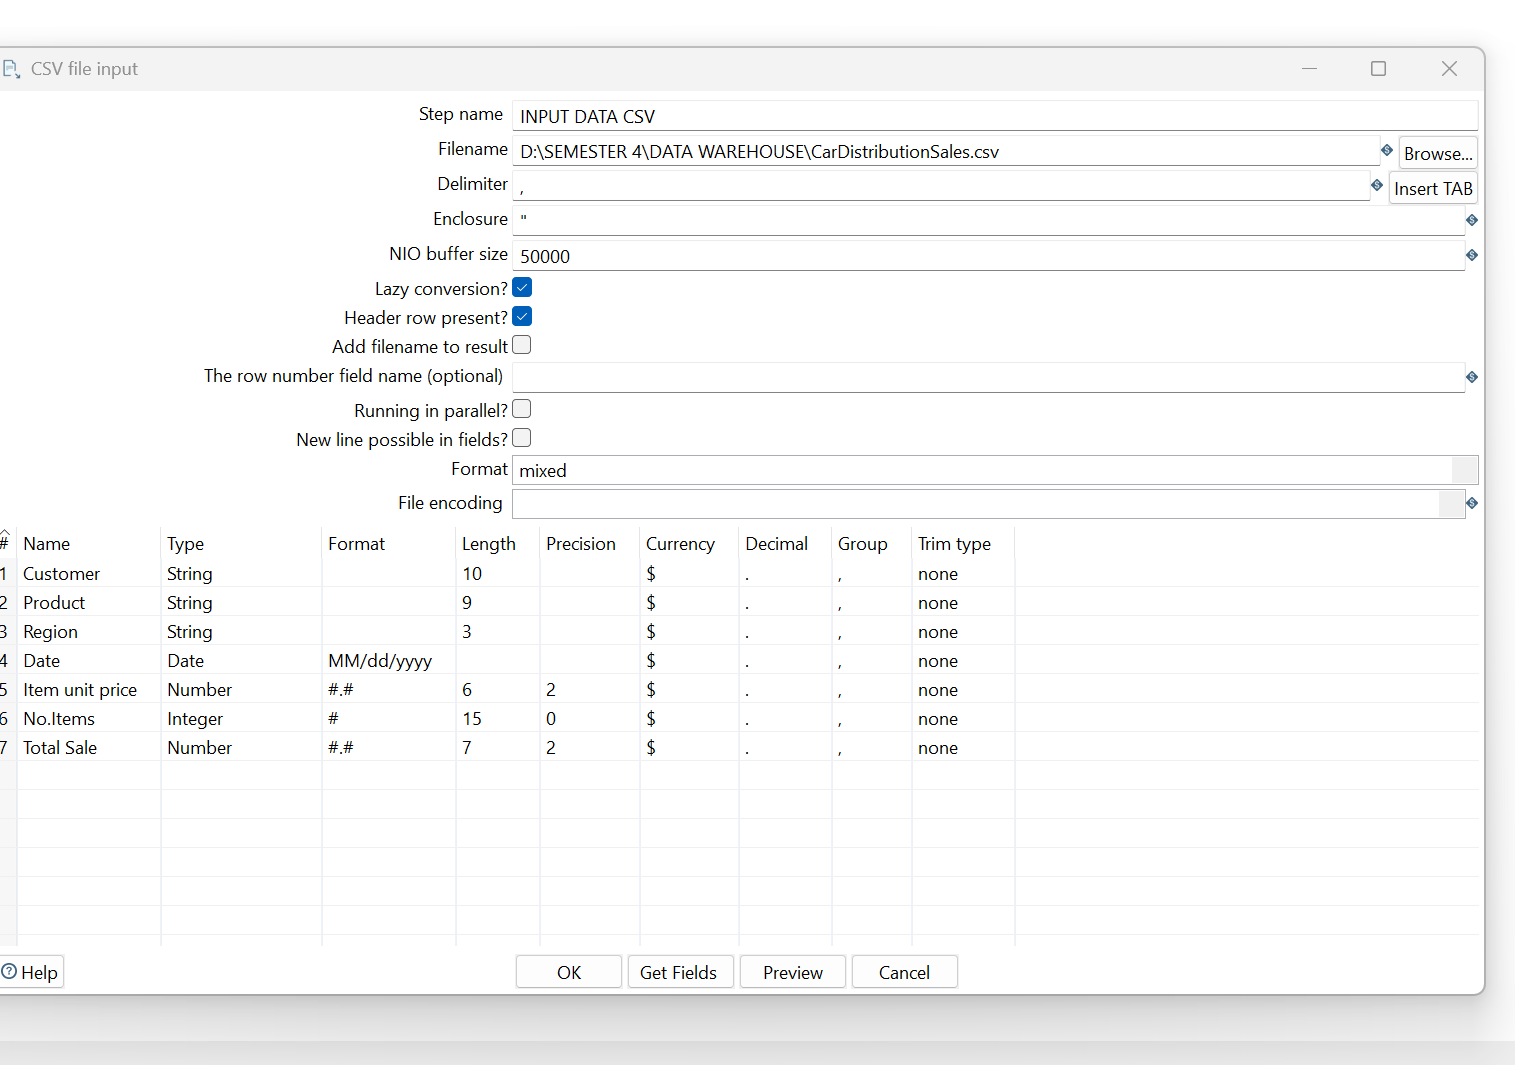 CSV file input
Step name INPUT DATA CSV
Filename D:\SEMESTER 4\DATA WAREHOUSE\CarDistributionSales.csv Browse...
Delimiter , Insert TAB
Enclosure "
NIO buffer size 50000
Lazy conversion?
Header row present?
Add filename to result
The row number field name (optional)
Running in parallel?
New line possible in fields?
Format mixed
File encoding
# Name Type Format Length Precision Currency Decimal Group Trim type
1 Customer String 10 $ . , none
2 Product String 9 $ . , none
3 Region String 3 $ . , none
4 Date Date MM/dd/yyyy $ . , none
5 Item unit price Number #.# 6 2 $ . , none
6 No.Items Integer # 15 0 $ . , none
7 Total Sale Number #.# 7 2 $ . , none
Help OK Get Fields Preview Cancel